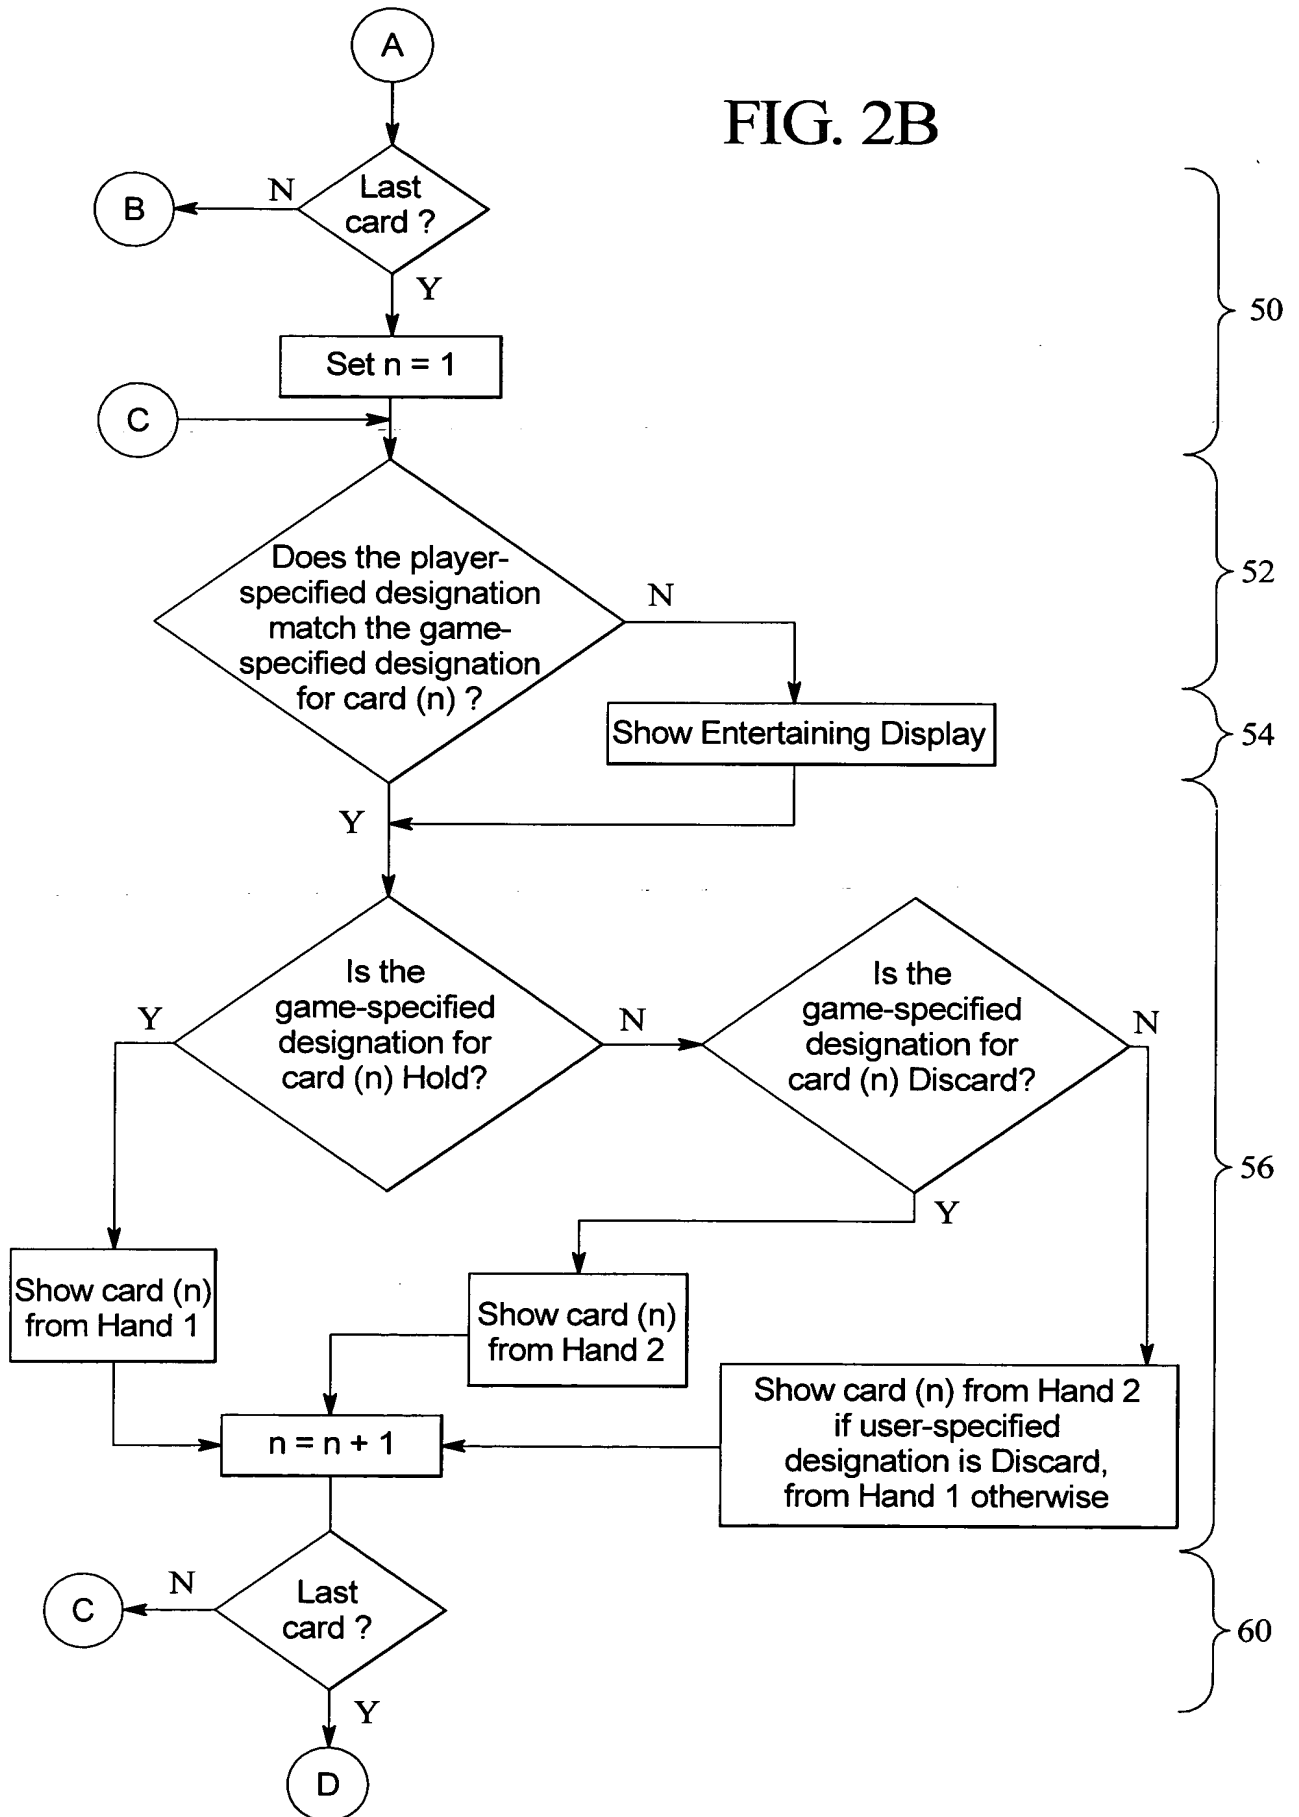 A
FIG. 2B
Last
card ?
N
B
Y
50
Set n = 1
C
Does the player-
specified designation
match the game-
specified designation
for card (n) ?
N
52
Show Entertaining Display
54
Y
Is the
game-specified
designation for
card (n) Hold?
Y
N
Is the
game-specified
designation for
card (n) Discard?
N
Y
56
Show card (n)
from Hand 1
Show card (n)
from Hand 2
Show card (n) from Hand 2
if user-specified
designation is Discard,
from Hand 1 otherwise
n = n + 1
Last
card ?
N
C
60
Y
D